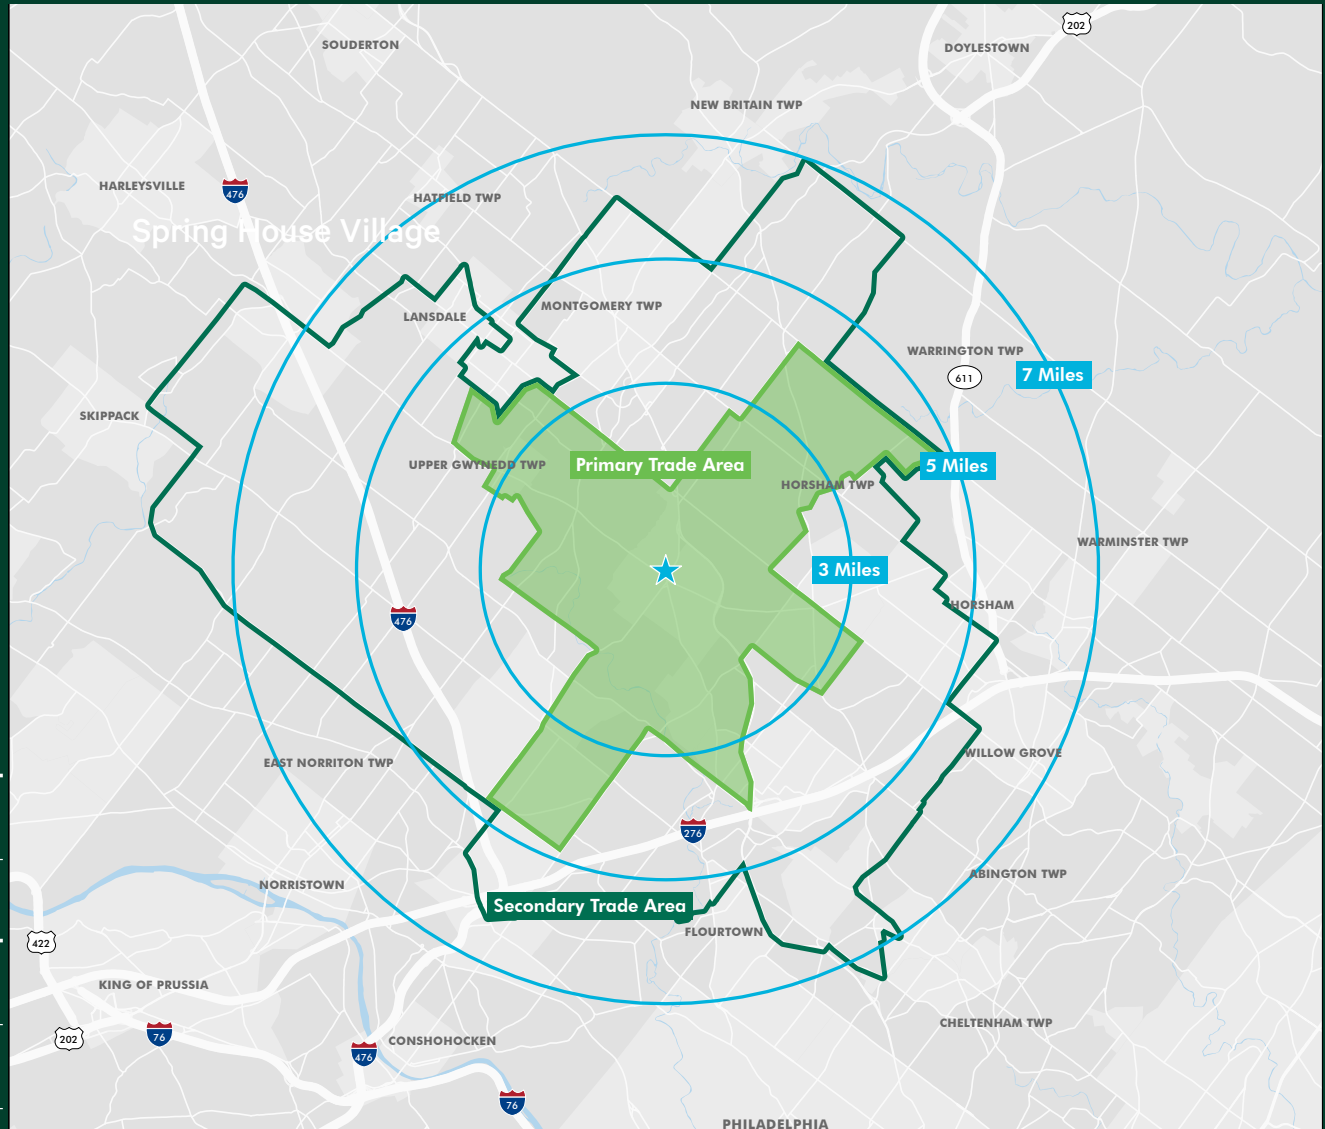 202
SOUDERTON
DOYLESTOWN
NEW BRITAIN TWP
HARLEYSVILLE
476
HATFIELD TWP
Spring House Village
MONTGOMERY TWP
LANSDALE
WARRINGTON TWP
611
7 Miles
SKIPPACK
UPPER GWYNEDD TWP
Primary Trade Area
5 Miles
HORSHAM TWP
WARMINSTER TWP
3 Miles
HORSHAM
476
WILLOW GROVE
EAST NORRITON TWP
276
ABINGTON TWP
NORRISTOWN
Secondary Trade Area
FLOURTOWN
422
KING OF PRUSSIA
CHELTENHAM TWP
202
76
CONSHOHOCKEN
476
76
PHILADELPHIA